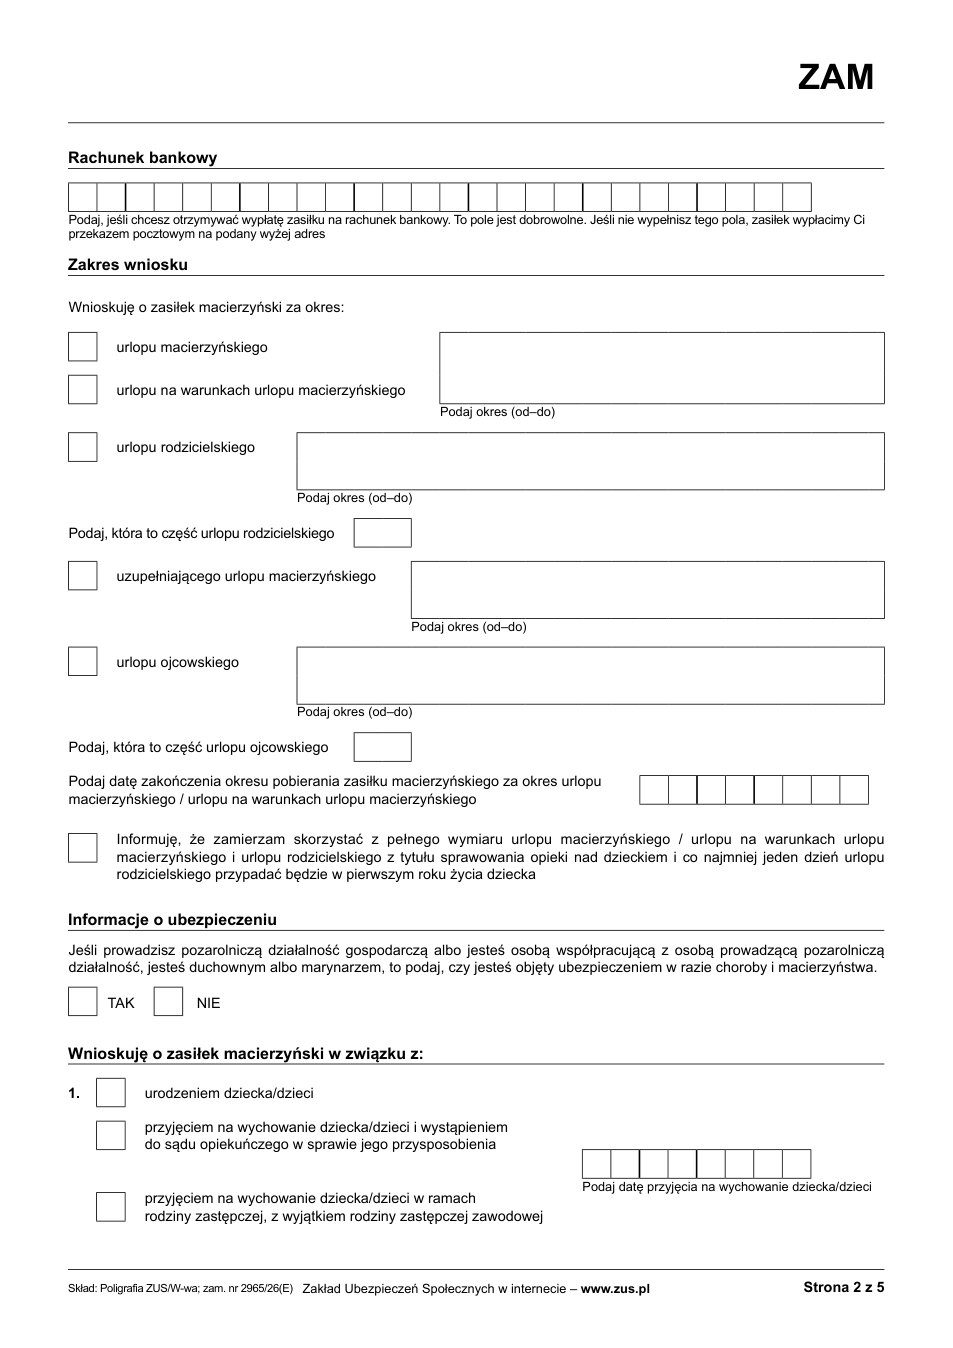 ZAM
Rachunek bankowy
Podaj, jeśli chcesz otrzymywać wypłatę zasiłku na rachunek bankowy. To pole jest dobrowolne. Jeśli nie wypełnisz tego pola, zasiłek wypłacimy Ci
przekazem pocztowym na podany wyżej adres
Zakres wniosku
Wnioskuję o zasiłek macierzyński za okres:
urlopu macierzyńskiego
urlopu na warunkach urlopu macierzyńskiego
Podaj okres (od–do)
urlopu rodzicielskiego
Podaj okres (od–do)
Podaj, która to część urlopu rodzicielskiego
uzupełniającego urlopu macierzyńskiego
Podaj okres (od–do)
urlopu ojcowskiego
Podaj okres (od–do)
Podaj, która to część urlopu ojcowskiego
Podaj datę zakończenia okresu pobierania zasiłku macierzyńskiego za okres urlopu
macierzyńskiego / urlopu na warunkach urlopu macierzyńskiego
Informuję, że zamierzam skorzystać z pełnego wymiaru urlopu macierzyńskiego / urlopu na warunkach urlopu
macierzyńskiego i urlopu rodzicielskiego z tytułu sprawowania opieki nad dzieckiem i co najmniej jeden dzień urlopu
rodzicielskiego przypadać będzie w pierwszym roku życia dziecka
Informacje o ubezpieczeniu
Jeśli prowadzisz pozarolniczą działalność gospodarczą albo jesteś osobą współpracującą z osobą prowadzącą pozarolniczą
działalność, jesteś duchownym albo marynarzem, to podaj, czy jesteś objęty ubezpieczeniem w razie choroby i macierzyństwa.
TAK NIE
Wnioskuję o zasiłek macierzyński w związku z:
1. urodzeniem dziecka/dzieci
przyjęciem na wychowanie dziecka/dzieci i wystąpieniem
do sądu opiekuńczego w sprawie jego przysposobienia
Podaj datę przyjęcia na wychowanie dziecka/dzieci
przyjęciem na wychowanie dziecka/dzieci w ramach
rodziny zastępczej, z wyjątkiem rodziny zastępczej zawodowej
Skład: Poligrafia ZUS/W-wa; zam. nr 2965/26(E) Zakład Ubezpieczeń Społecznych w internecie – www.zus.pl Strona 2 z 5